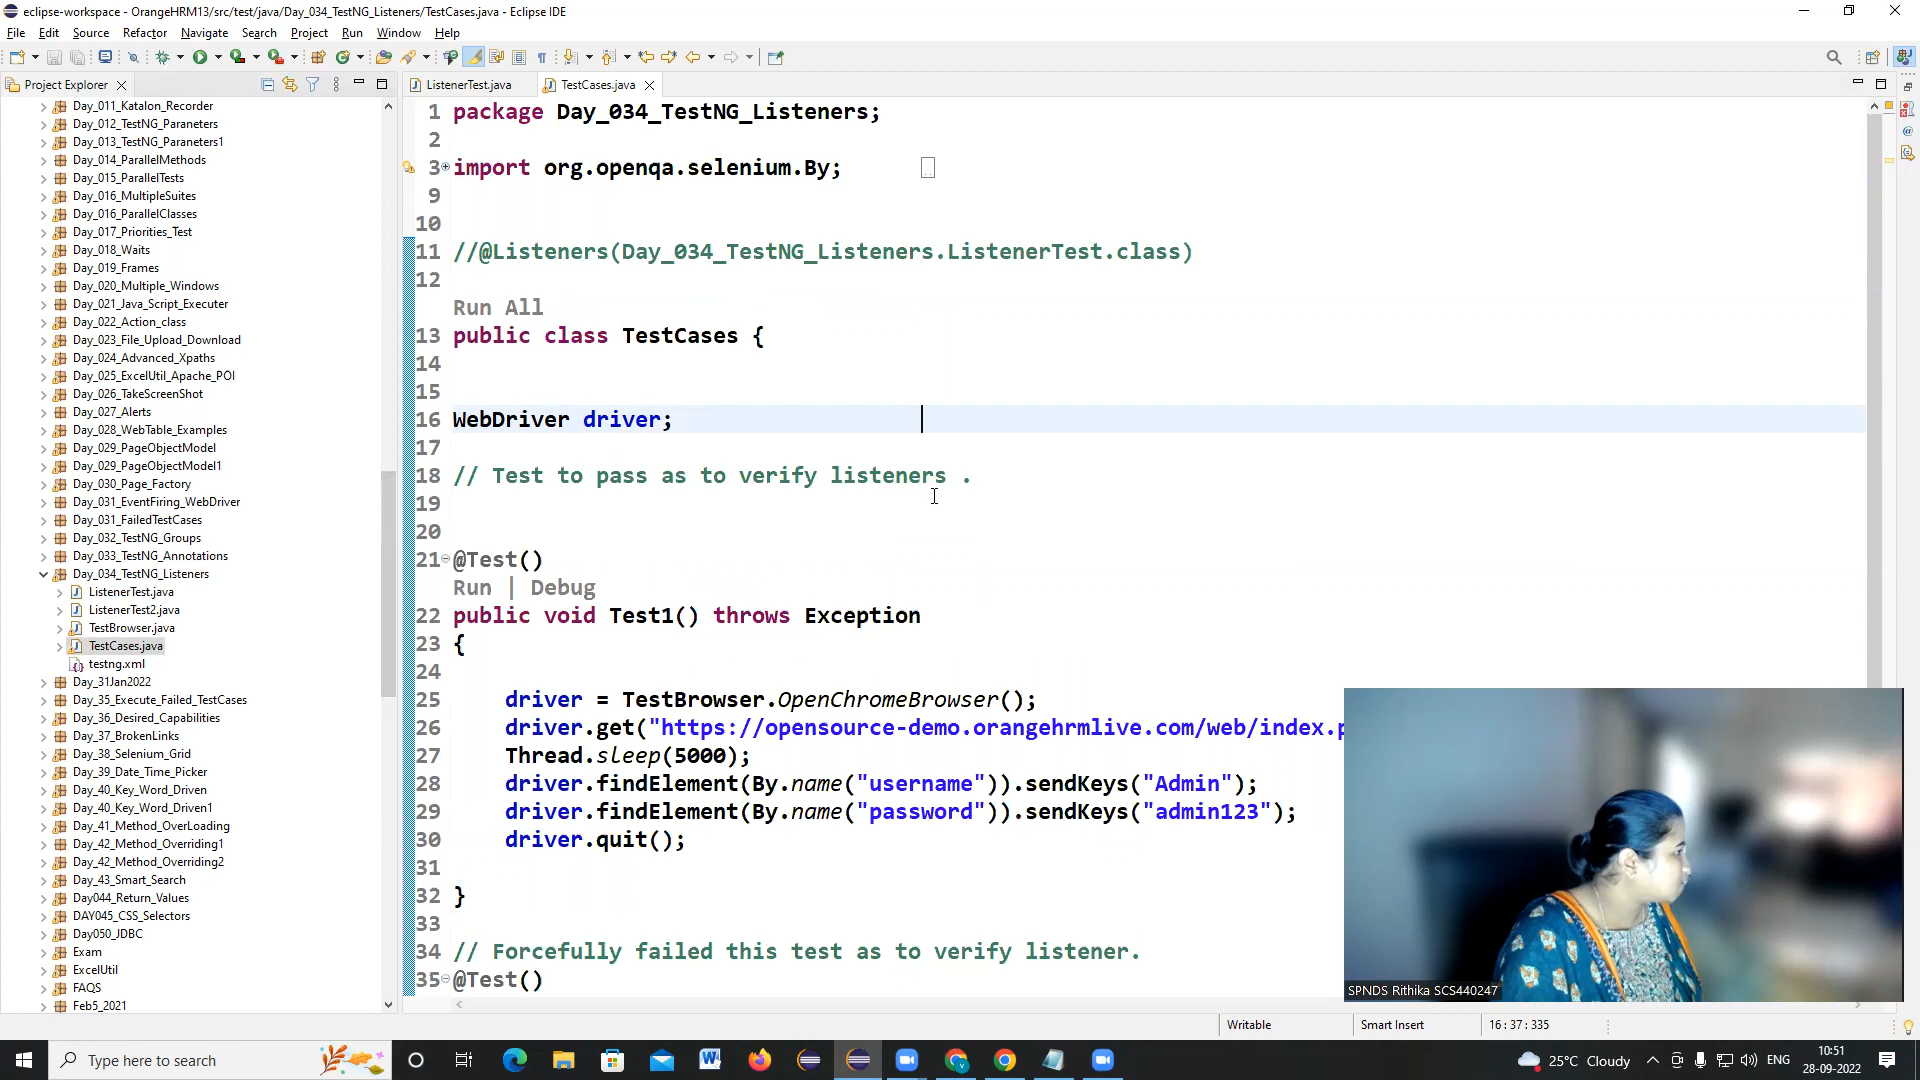 eclipse-workspace - OrangeHRM13/src/test/java/Day_034_TestNG_Listeners/TestCases.java - Eclipse IDE
File Edit Source Refactor Navigate Search Project Run Window Help
Project Explorer
ListenerTest.java
TestCases.java
Day_011_Katalon_Recorder
Day_012_TestNG_Paraneters
Day_013_TestNG_Parameters1
Day_014_ParallelMethods
Day_015_ParallelTests
Day_016_MultipleSuites
Day_016_ParallelClasses
Day_017_Priorities_Test
Day_018_Waits
Day_019_Frames
Day_020_Multiple_Windows
Day_021_Java_Script_Executer
Day_022_Action_class
Day_023_File_Upload_Download
Day_024_Advanced_Xpaths
Day_025_ExcelUtil_Apache_POI
Day_026_TakeScreenShot
Day_027_Alerts
Day_028_WebTable_Examples
Day_029_PageObjectModel
Day_029_PageObjectModel1
Day_030_Page_Factory
Day_031_EventFiring_WebDriver
Day_031_FailedTestCases
Day_032_TestNG_Groups
Day_033_TestNG_Annotations
Day_034_TestNG_Listeners
ListenerTest.java
ListenerTest2.java
TestBrowser.java
TestCases.java
testng.xml
Day_31Jan2022
Day_35_Execute_Failed_TestCases
Day_36_Desired_Capabilities
Day_37_BrokenLinks
Day_38_Selenium_Grid
Day_39_Date_Time_Picker
Day_40_Key_Word_Driven
Day_40_Key_Word_Driven1
Day_41_Method_OverLoading
Day_42_Method_Overriding1
Day_42_Method_Overriding2
Day_43_Smart_Search
Day044_Return_Values
DAY045_CSS_Selectors
Day050_JDBC
Exam
ExcelUtil
FAQS
Feb5_2021
1 package Day_034_TestNG_Listeners;
2
3 import org.openqa.selenium.By;
9
10
11 //@Listeners(Day_034_TestNG_Listeners.ListenerTest.class)
12
Run All
13 public class TestCases {
14
15
16 WebDriver driver;
17
18 // Test to pass as to verify listeners .
19
20
21 @Test()
Run | Debug
22 public void Test1() throws Exception
23 {
24
25 driver = TestBrowser.OpenChromeBrowser();
26 driver.get("https://opensource-demo.orangehrmlive.com/web/index.p
27 Thread.sleep(5000);
28 driver.findElement(By.name("username")).sendKeys("Admin");
29 driver.findElement(By.name("password")).sendKeys("admin123");
30 driver.quit();
31
32 }
33
34 // Forcefully failed this test as to verify listener.
35 @Test()
SPNDS Rithika SCS440247
Writable
Smart Insert
16 : 37 : 335
Type here to search
25°C Cloudy
ENG
10:51
28-09-2022